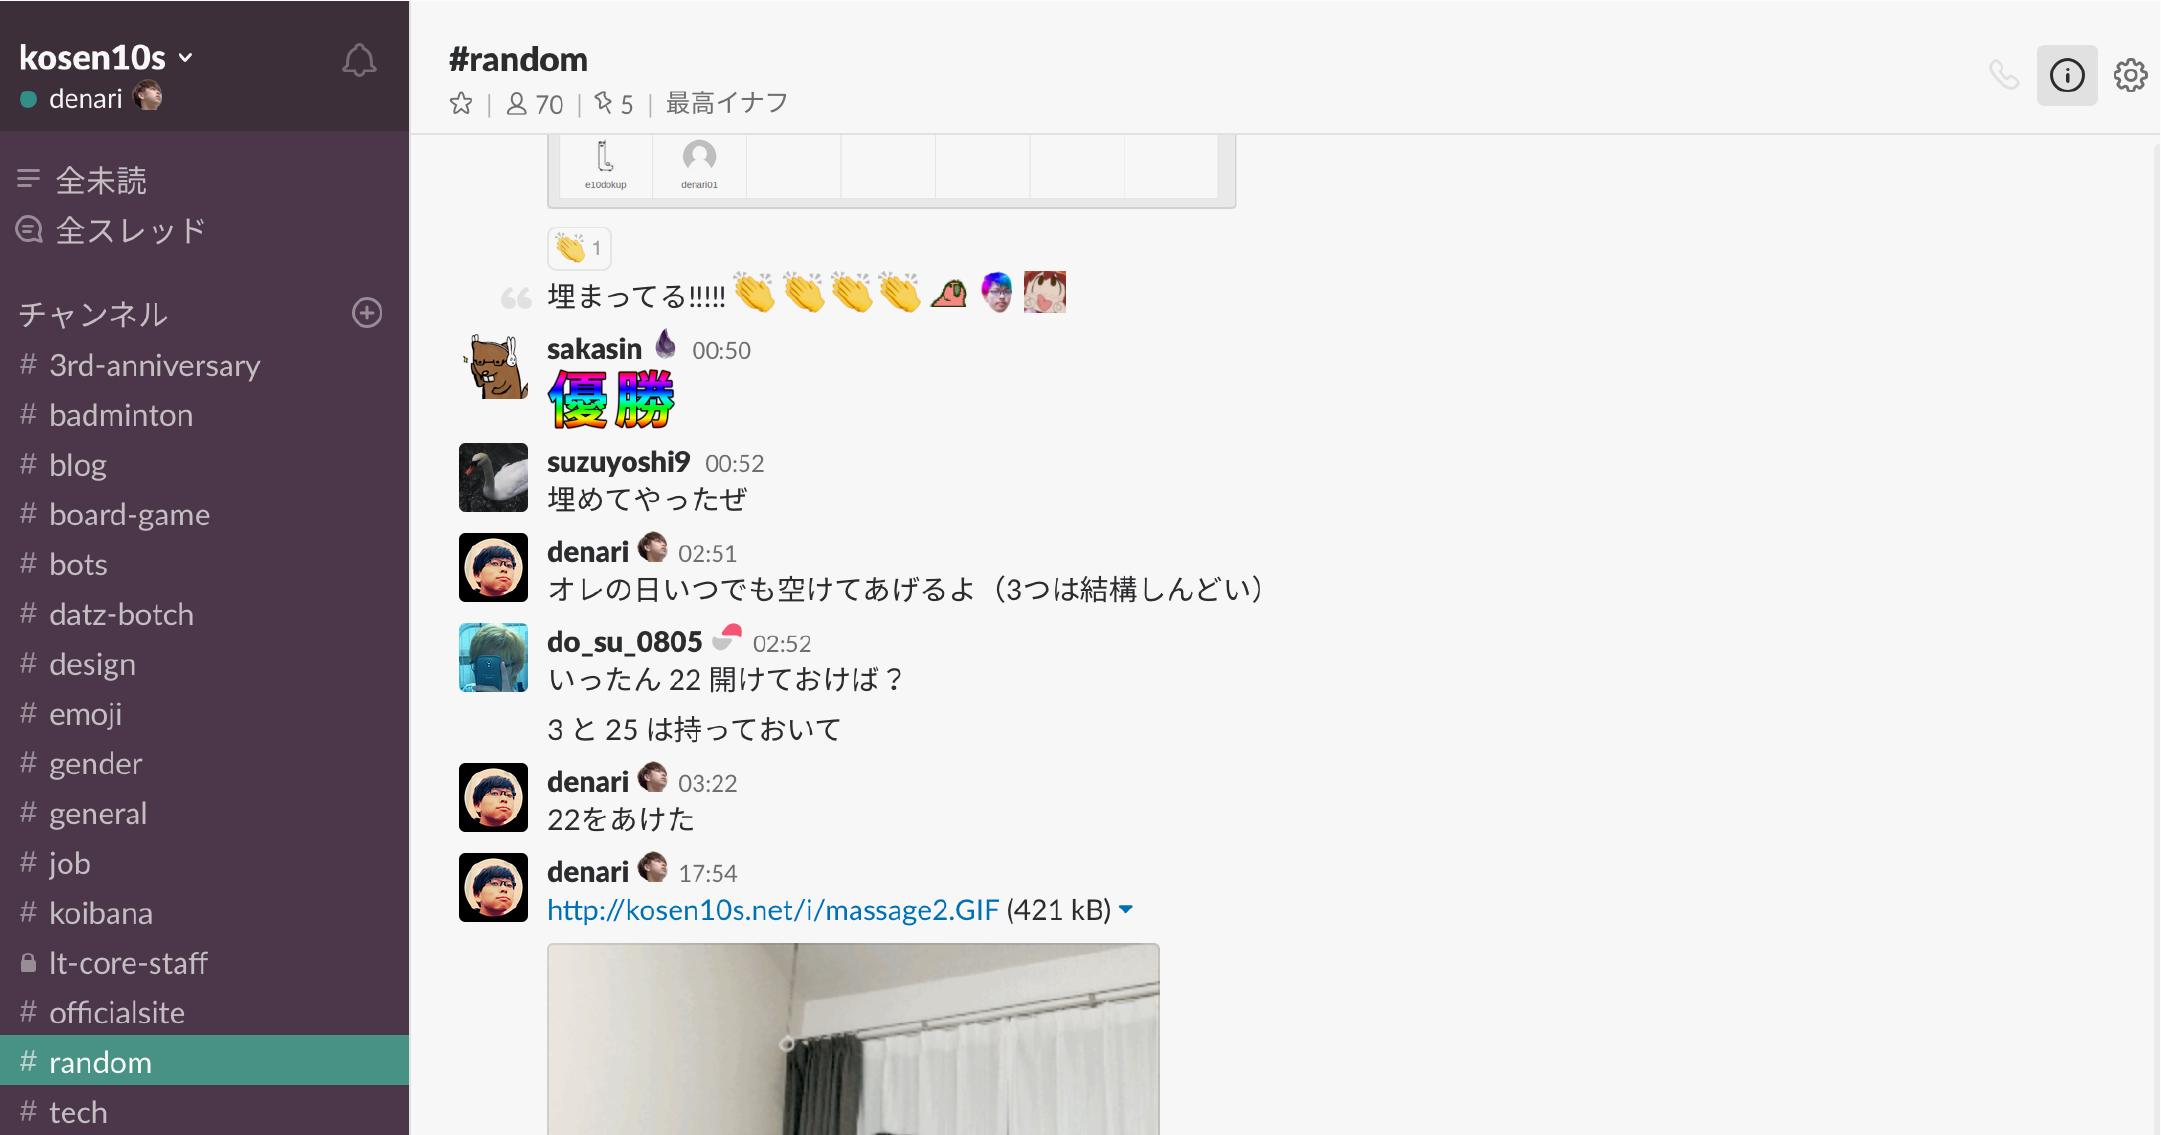 kosen10s
denari
全未読
全スレッド
チャンネル
# 3rd-anniversary
# badminton
# blog
# board-game
# bots
# datz-botch
# design
# emoji
# gender
# general
# job
# koibana
lt-core-staff
# officialsite
# random
# tech
#random
70 | 5 | 最高イナフ
e10dokup denari01
1
埋まってる!!!!!
sakasin 00:50
優勝
suzuyoshi9 00:52
埋めてやったぜ
denari 02:51
オレの日いつでも空けてあげるよ（3つは結構しんどい）
do_su_0805 02:52
いったん 22 開けておけば？
3 と 25 は持っておいて
denari 03:22
22をあけた
denari 17:54
http://kosen10s.net/i/massage2.GIF (421 kB)